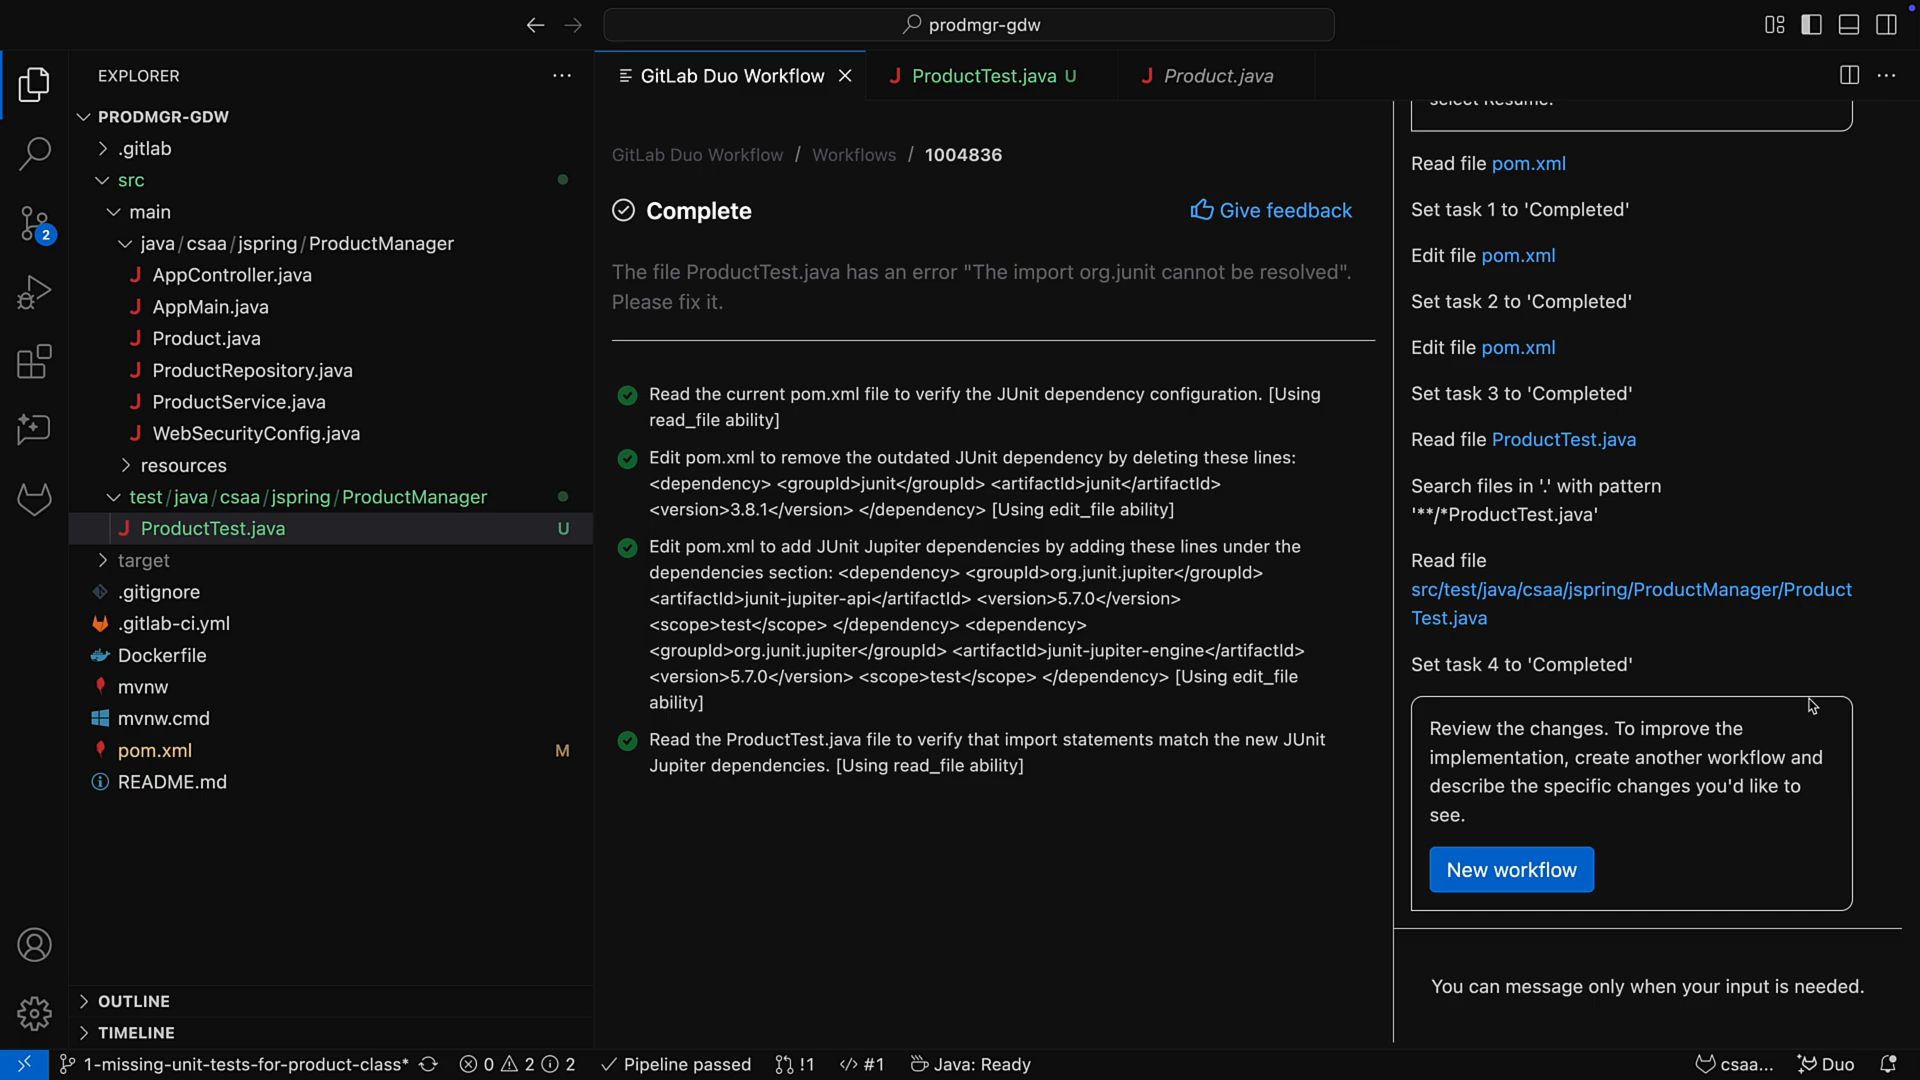 prodmgr-gdw
EXPLORER
PRODMGR-GDW
.gitlab
src
main
java/csaa/jspring/ProductManager
AppController.java
AppMain.java
Product.java
ProductRepository.java
ProductService.java
WebSecurityConfig.java
resources
test/java/csaa/jspring/ProductManager
ProductTest.java U
target
.gitignore
.gitlab-ci.yml
Dockerfile
mvnw
mvnw.cmd
pom.xml M
README.md
OUTLINE
TIMELINE
2
GitLab Duo Workflow
ProductTest.java U
Product.java
GitLab Duo Workflow / Workflows / 1004836
Complete
Give feedback
The file ProductTest.java has an error "The import org.junit cannot be resolved".
Please fix it.
Read the current pom.xml file to verify the JUnit dependency configuration. [Using
read_file ability]
Edit pom.xml to remove the outdated JUnit dependency by deleting these lines:
<dependency> <groupId>junit</groupId> <artifactId>junit</artifactId>
<version>3.8.1</version> </dependency> [Using edit_file ability]
Edit pom.xml to add JUnit Jupiter dependencies by adding these lines under the
dependencies section: <dependency> <groupId>org.junit.jupiter</groupId>
<artifactId>junit-jupiter-api</artifactId> <version>5.7.0</version>
<scope>test</scope> </dependency> <dependency>
<groupId>org.junit.jupiter</groupId> <artifactId>junit-jupiter-engine</artifactId>
<version>5.7.0</version> <scope>test</scope> </dependency> [Using edit_file
ability]
Read the ProductTest.java file to verify that import statements match the new JUnit
Jupiter dependencies. [Using read_file ability]
select Resume.
Read file pom.xml
Set task 1 to 'Completed'
Edit file pom.xml
Set task 2 to 'Completed'
Edit file pom.xml
Set task 3 to 'Completed'
Read file ProductTest.java
Search files in '.' with pattern
'**/*ProductTest.java'
Read file
src/test/java/csaa/jspring/ProductManager/Product
Test.java
Set task 4 to 'Completed'
Review the changes. To improve the
implementation, create another workflow and
describe the specific changes you'd like to
see.
New workflow
You can message only when your input is needed.
1-missing-unit-tests-for-product-class* 0 2 2 Pipeline passed !1 #1 Java: Ready csaa... Duo